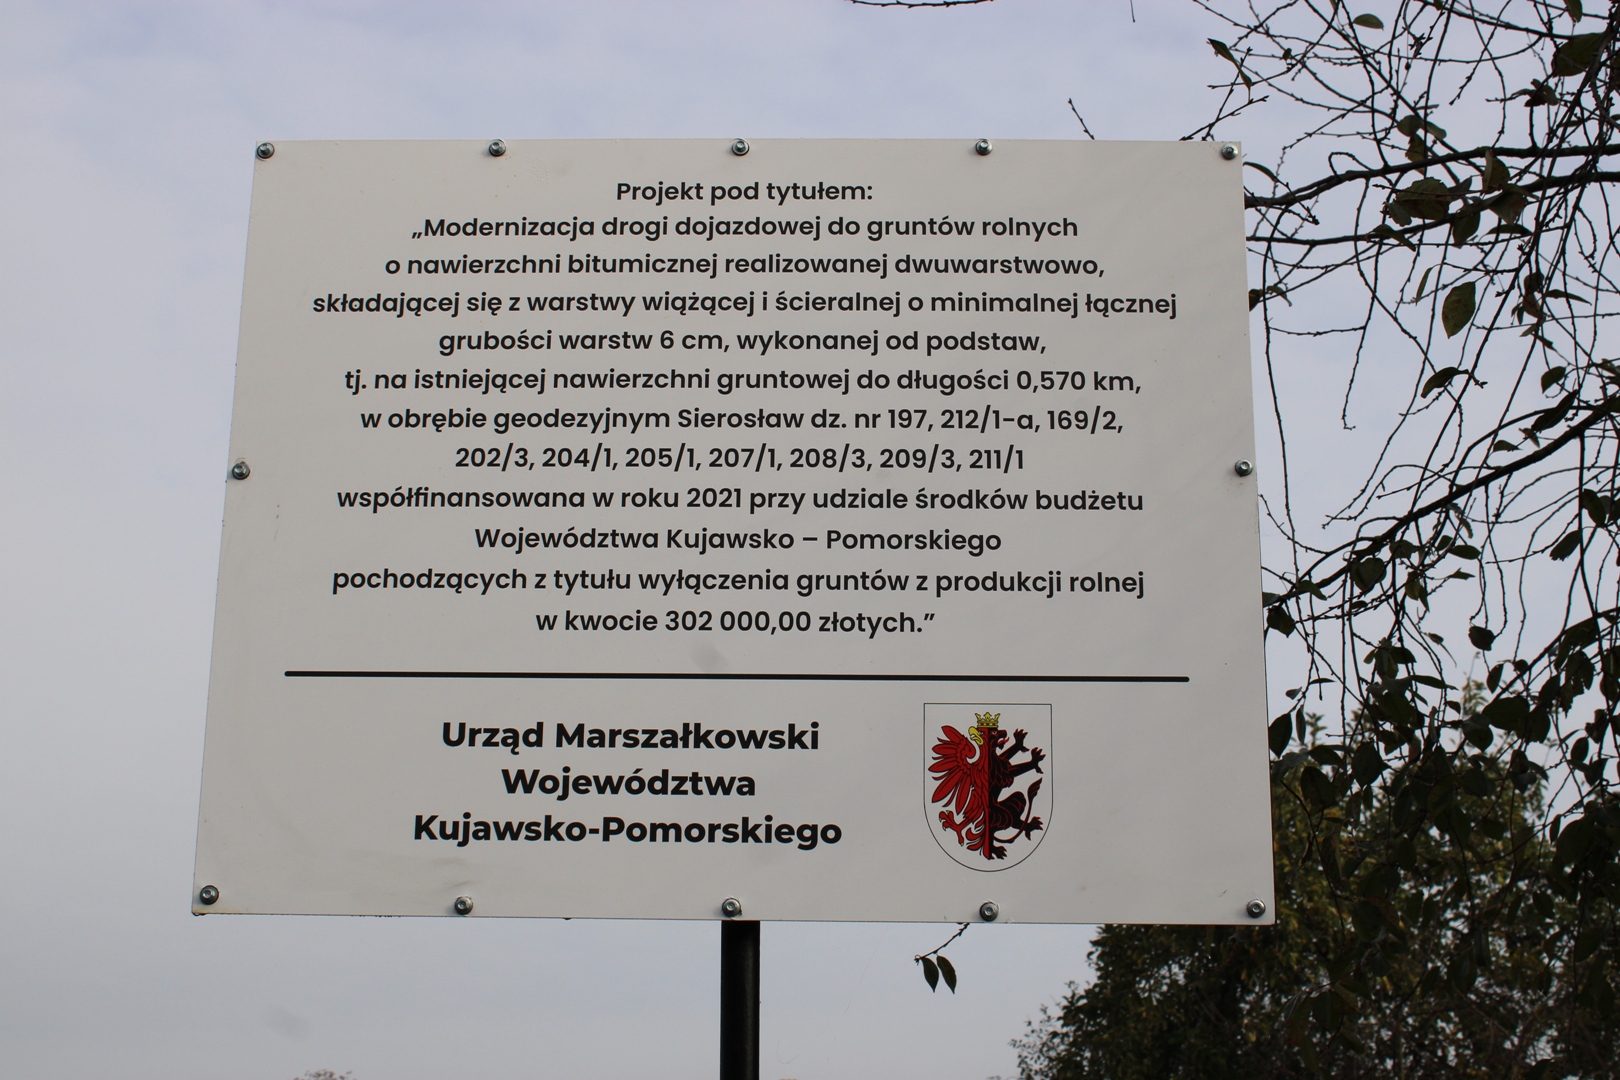 Projekt pod tytułem:
„Modernizacja drogi dojazdowej do gruntów rolnych
o nawierzchni bitumicznej realizowanej dwuwarstwowo,
składającej się z warstwy wiążącej i ścieralnej o minimalnej łącznej
grubości warstw 6 cm, wykonanej od podstaw,
tj. na istniejącej nawierzchni gruntowej do długości 0,570 km,
w obrębie geodezyjnym Sierosław dz. nr 197, 212/1-a, 169/2,
202/3, 204/1, 205/1, 207/1, 208/3, 209/3, 211/1
współfinansowana w roku 2021 przy udziale środków budżetu
Województwa Kujawsko – Pomorskiego
pochodzących z tytułu wyłączenia gruntów z produkcji rolnej
w kwocie 302 000,00 złotych.”
Urząd Marszałkowski
Województwa
Kujawsko-Pomorskiego